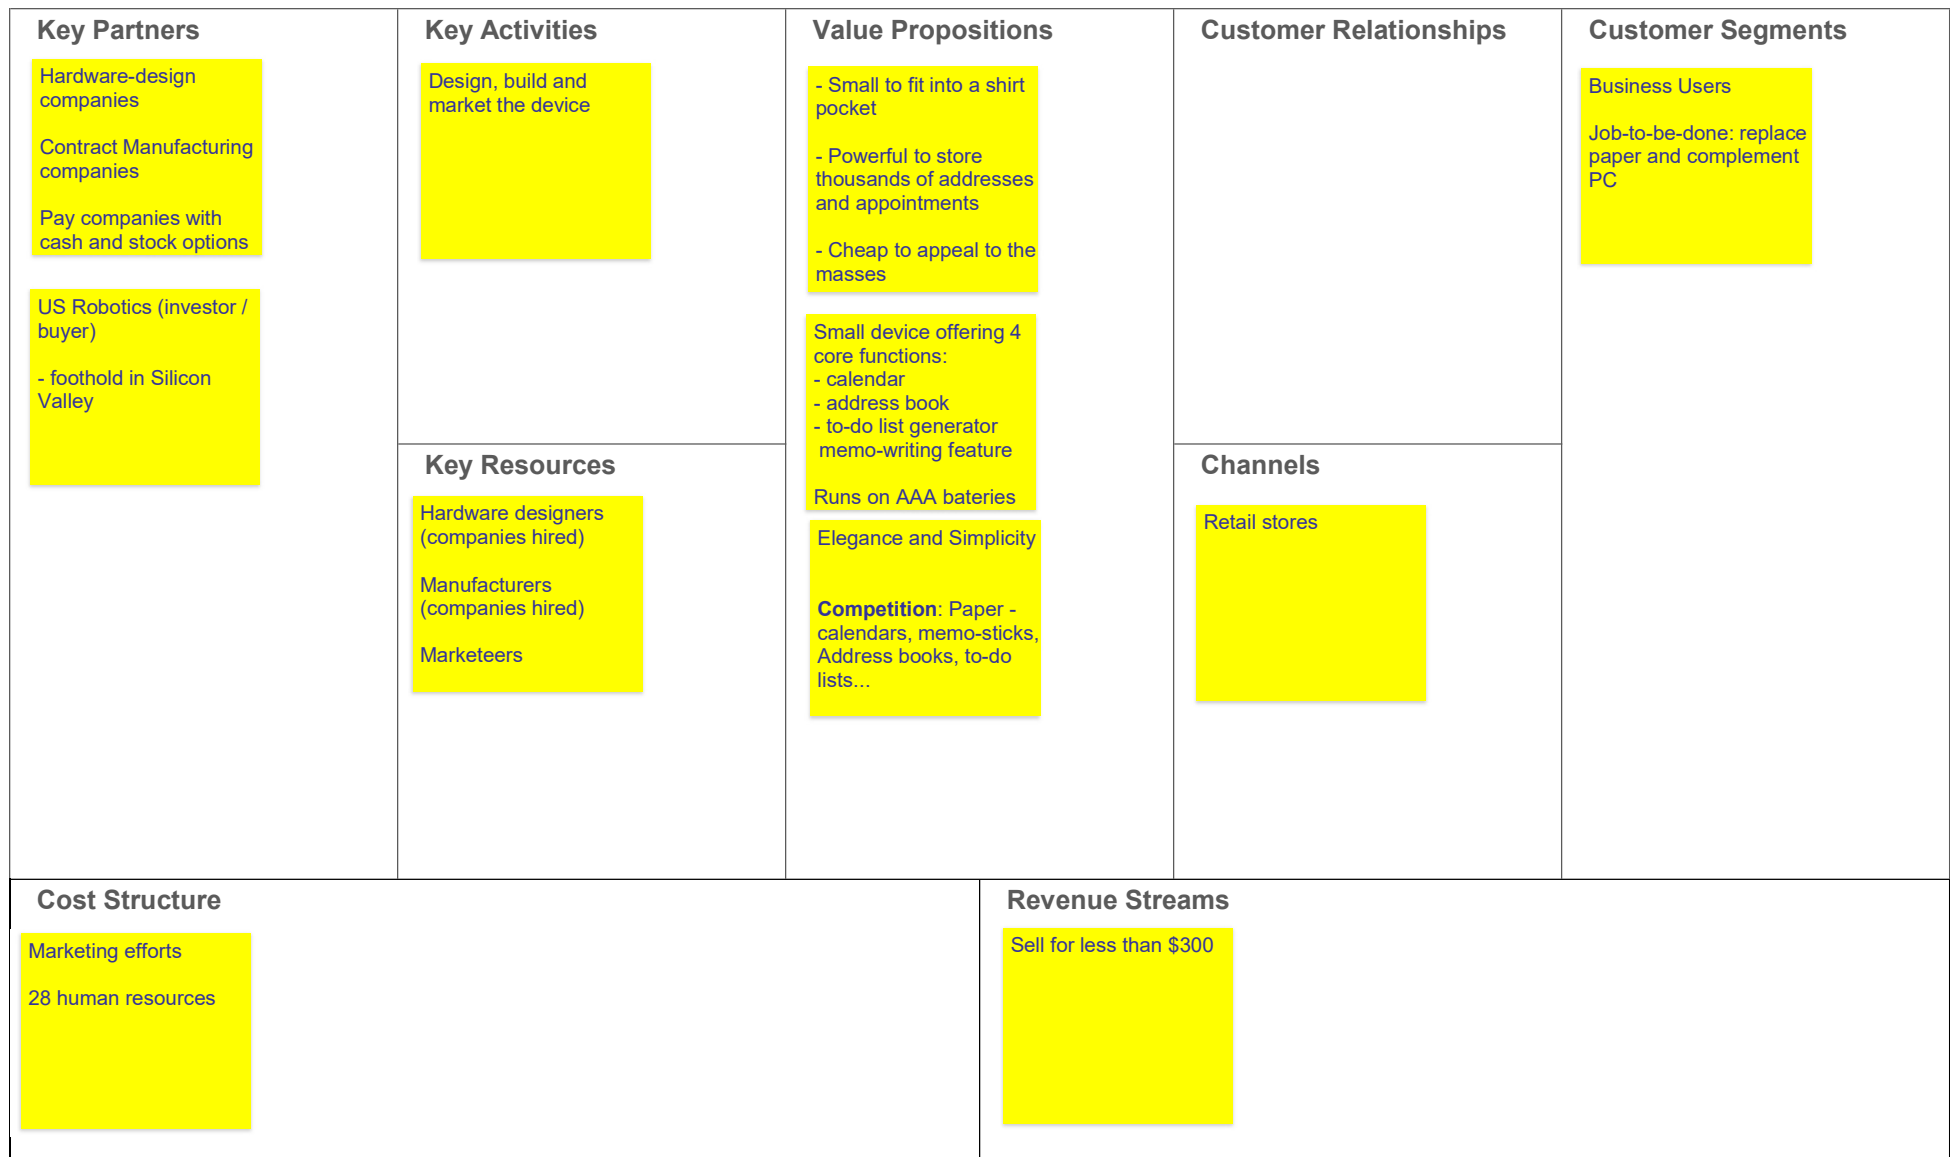 Key Partners
Hardware-design
companies
Contract Manufacturing
companies
Pay companies with
cash and stock options
US Robotics (investor /
buyer)
- foothold in Silicon
Valley
Key Activities
Design, build and
market the device
Key Resources
Hardware designers
(companies hired)
Manufacturers
(companies hired)
Marketeers
Value Propositions
- Small to fit into a shirt
pocket
- Powerful to store
thousands of addresses
and appointments
- Cheap to appeal to the
masses
Small device offering 4
core functions:
- calendar
- address book
- to-do list generator
memo-writing feature
Runs on AAA bateries
Elegance and Simplicity
Competition: Paper -
calendars, memo-sticks,
Address books, to-do
lists...
Customer Relationships
Channels
Retail stores
Customer Segments
Business Users
Job-to-be-done: replace
paper and complement
PC
Cost Structure
Marketing efforts
28 human resources
Revenue Streams
Sell for less than $300